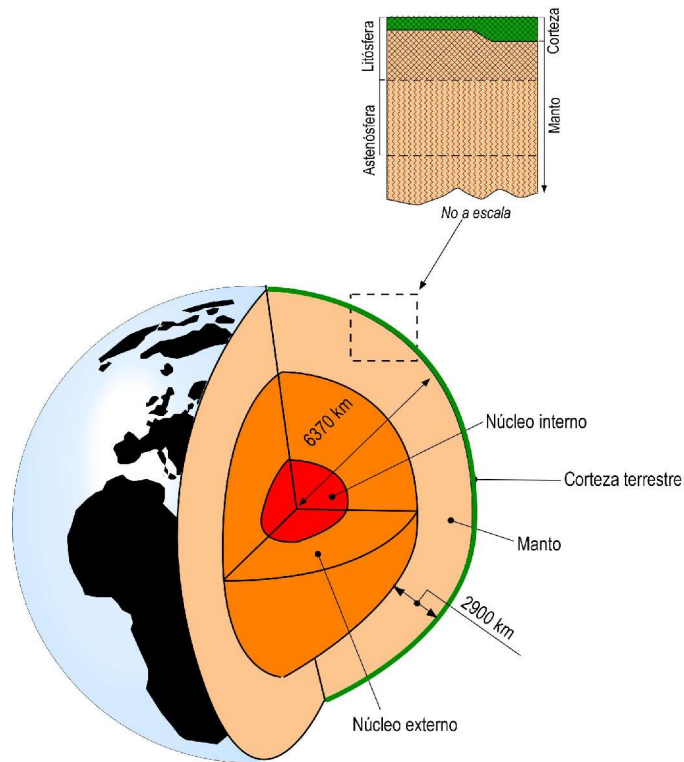 Litósfera
Corteza
Astenósfera
Manto
No a escala
6370 km
Núcleo interno
Corteza terrestre
Manto
2900 km
Núcleo externo